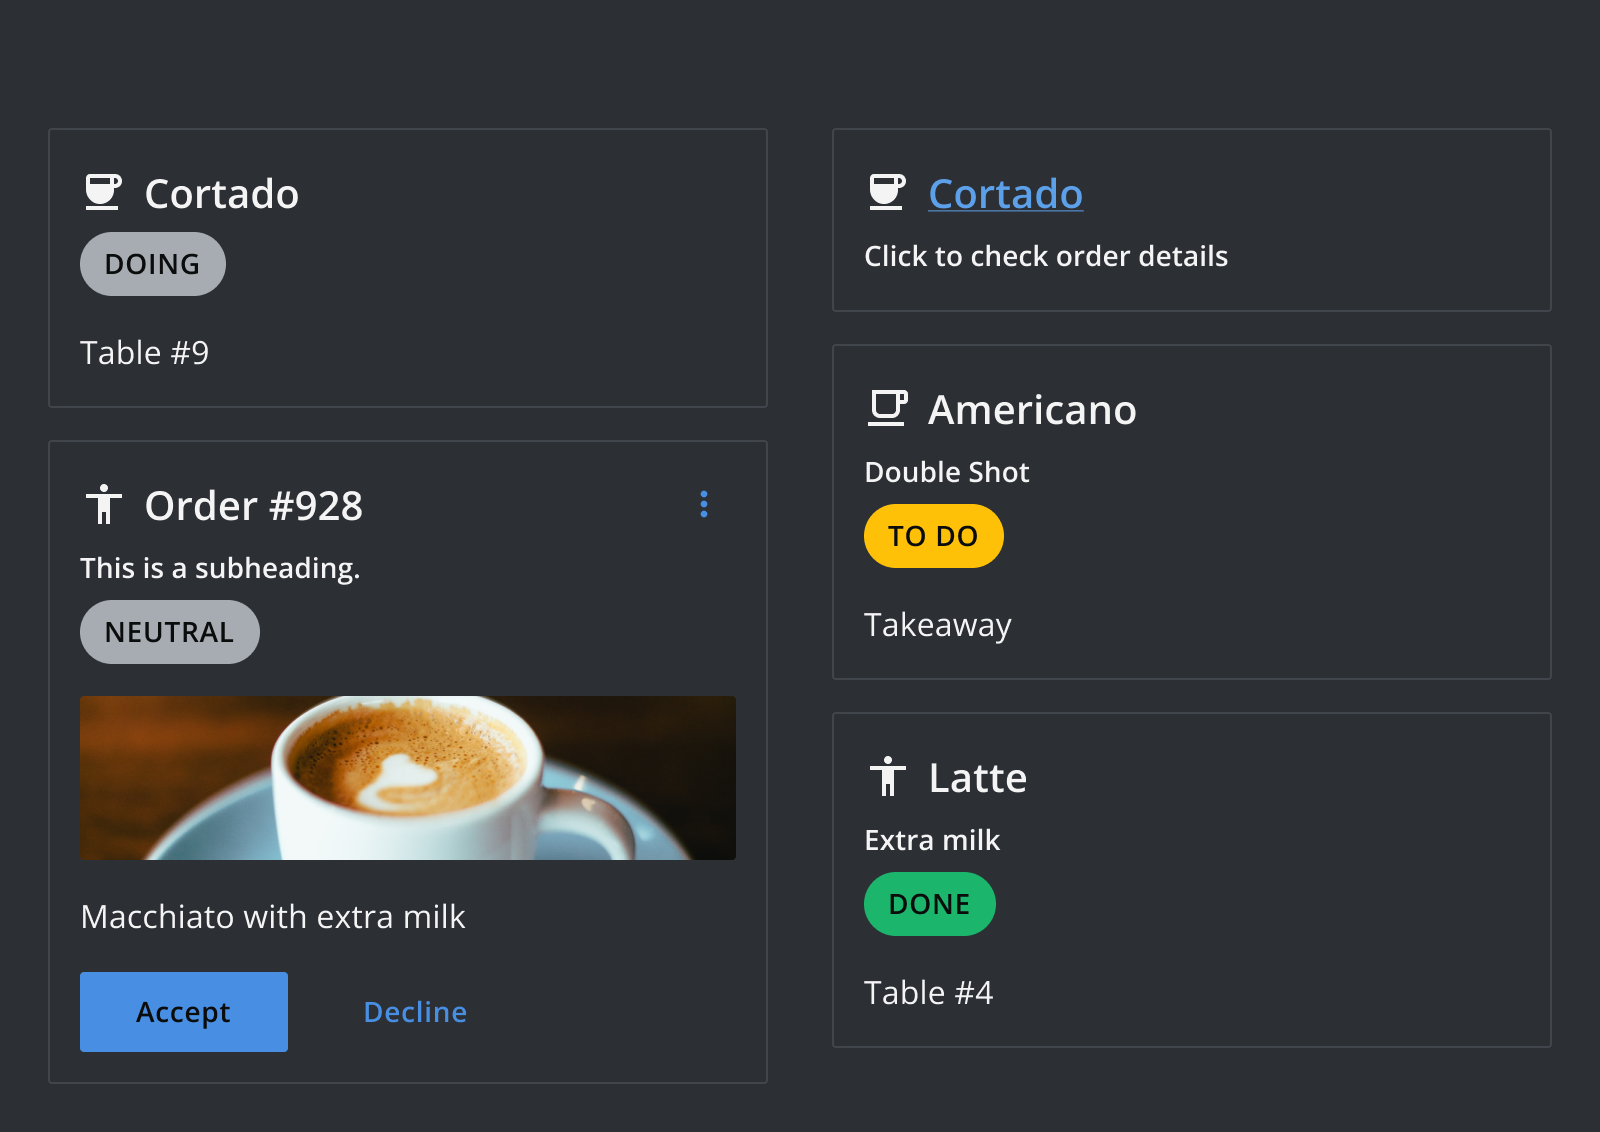 Cortado
DOING
Table #9
Order #928
This is a subheading.
NEUTRAL
Macchiato with extra milk
Accept
Decline
Cortado
Click to check order details
Americano
Double Shot
TO DO
Takeaway
Latte
Extra milk
DONE
Table #4